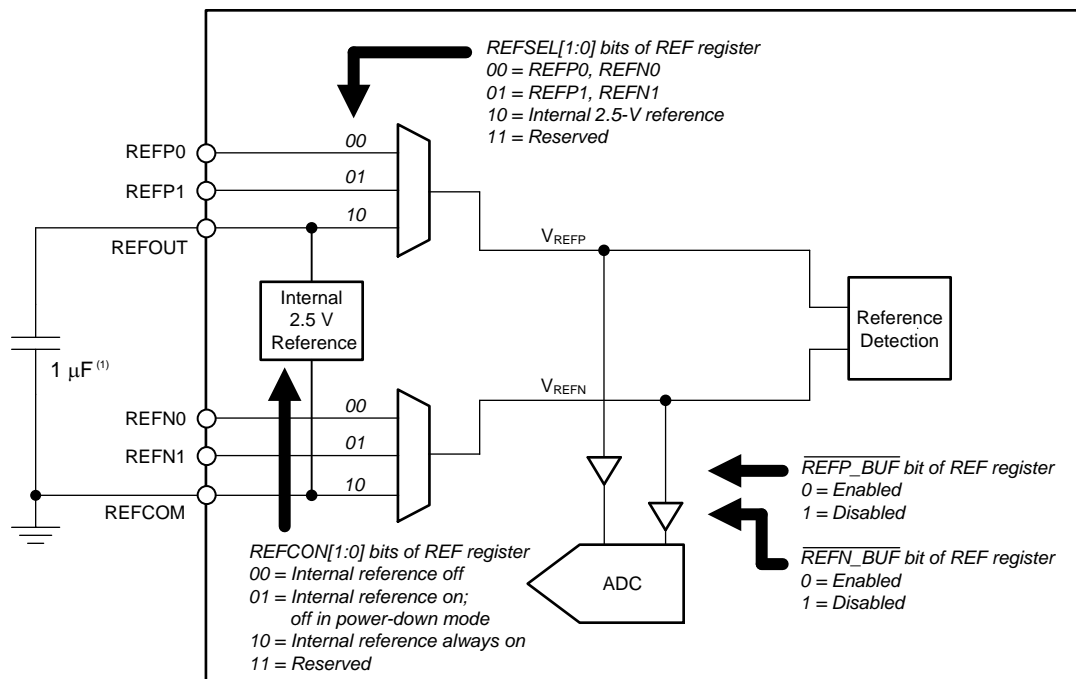 REFSEL[1:0] bits of REF register
00 = REFP0, REFN0
01 = REFP1, REFN1
10 = Internal 2.5-V reference
11 = Reserved
REFP0
00
REFP1
01
REFOUT
10
VREFP
Internal
2.5 V
Reference
Reference
Detection
1 μF (1)
VREFN
REFN0
00
REFN1
01
REFCOM
10
REFP_BUF bit of REF register
0 = Enabled
1 = Disabled
REFN_BUF bit of REF register
0 = Enabled
1 = Disabled
REFCON[1:0] bits of REF register
00 = Internal reference off
01 = Internal reference on;
off in power-down mode
10 = Internal reference always on
11 = Reserved
ADC